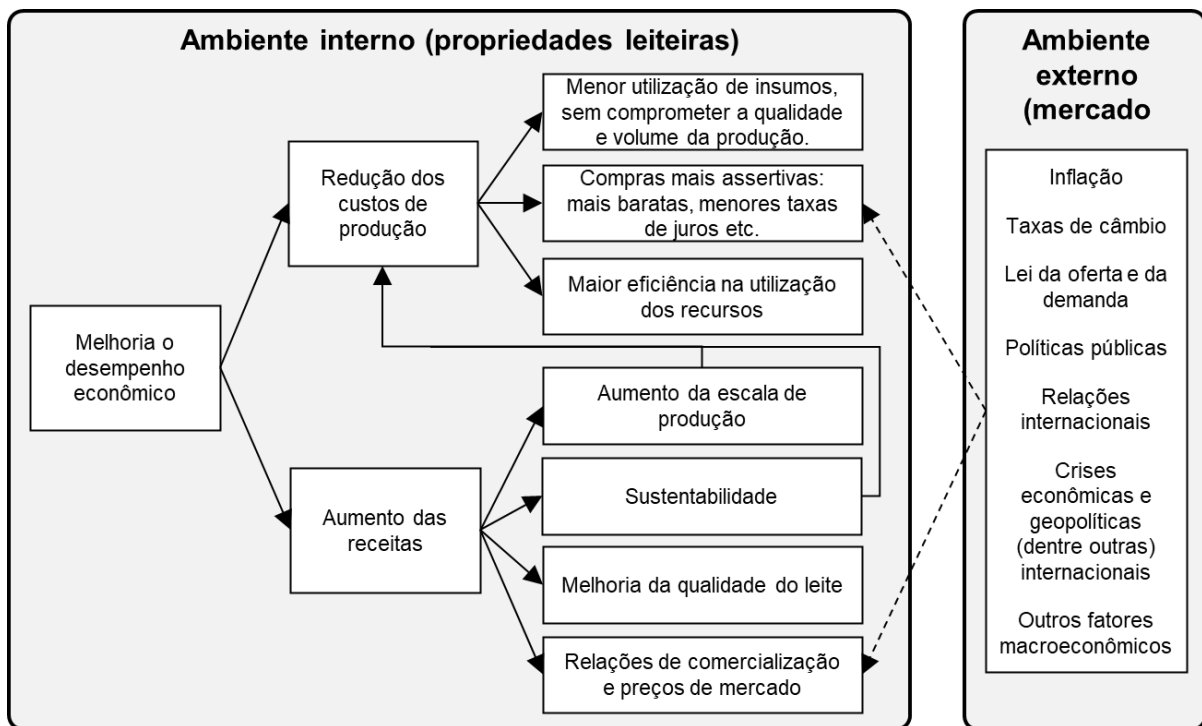 Ambiente interno (propriedades leiteiras)
Melhoria o
desempenho
econômico
Redução dos
custos de
produção
Menor utilização de insumos,
sem comprometer a qualidade
e volume da produção.
Compras mais assertivas:
mais baratas, menores taxas
de juros etc.
Maior eficiência na utilização
dos recursos
Aumento das
receitas
Aumento da escala de
produção
Sustentabilidade
Melhoria da qualidade do leite
Relações de comercialização
e preços de mercado
Ambiente
externo
(mercado
Inflação
Taxas de câmbio
Lei da oferta e da
demanda
Políticas públicas
Relações
internacionais
Crises
econômicas e
geopolíticas
(dentre outras)
internacionais
Outros fatores
macroeconômicos